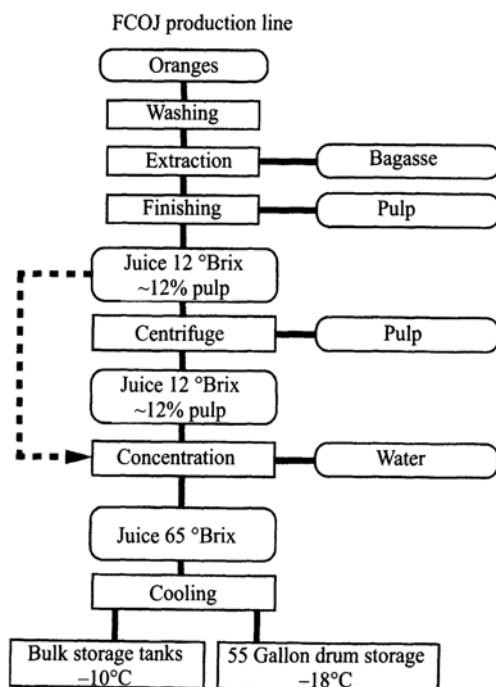 FCOJ production line
Oranges
Washing
Extraction
Bagasse
Finishing
Pulp
Juice 12 °Brix
~12% pulp
Centrifuge
Pulp
Juice 12 °Brix
~12% pulp
Concentration
Water
Juice 65 °Brix
Cooling
Bulk storage tanks
–10°C
55 Gallon drum storage
–18°C